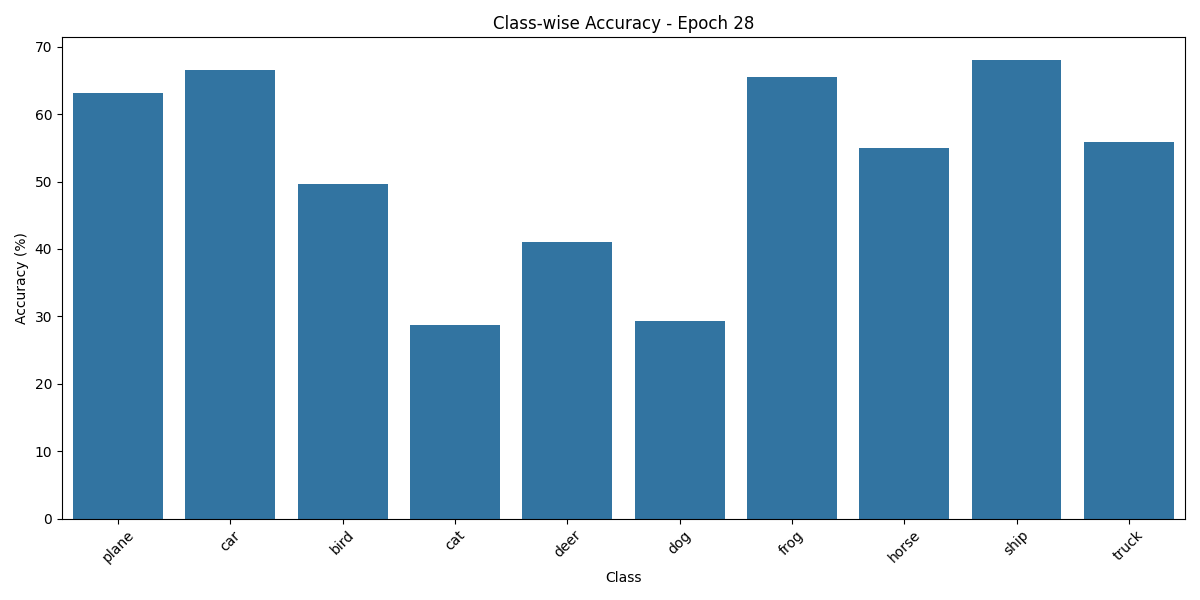 Class-wise Accuracy - Epoch 28
70
60
50
40
30
20
10
0
Accuracy (%)
plane
car
bird
cat
deer
dog
frog
horse
ship
truck
Class